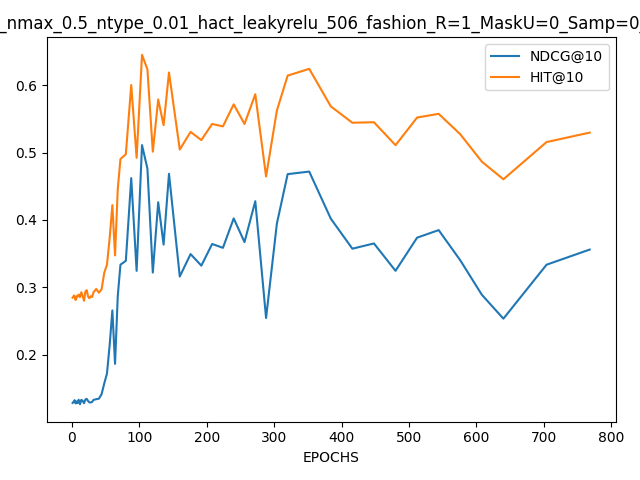 _nmax_0.5_ntype_0.01_hact_leakyrelu_506_fashion_R=1_MaskU=0_Samp=0_
NDCG@10
HIT@10
0.6
0.5
0.4
0.3
0.2
0 100 200 300 400 500 600 700 800
EPOCHS